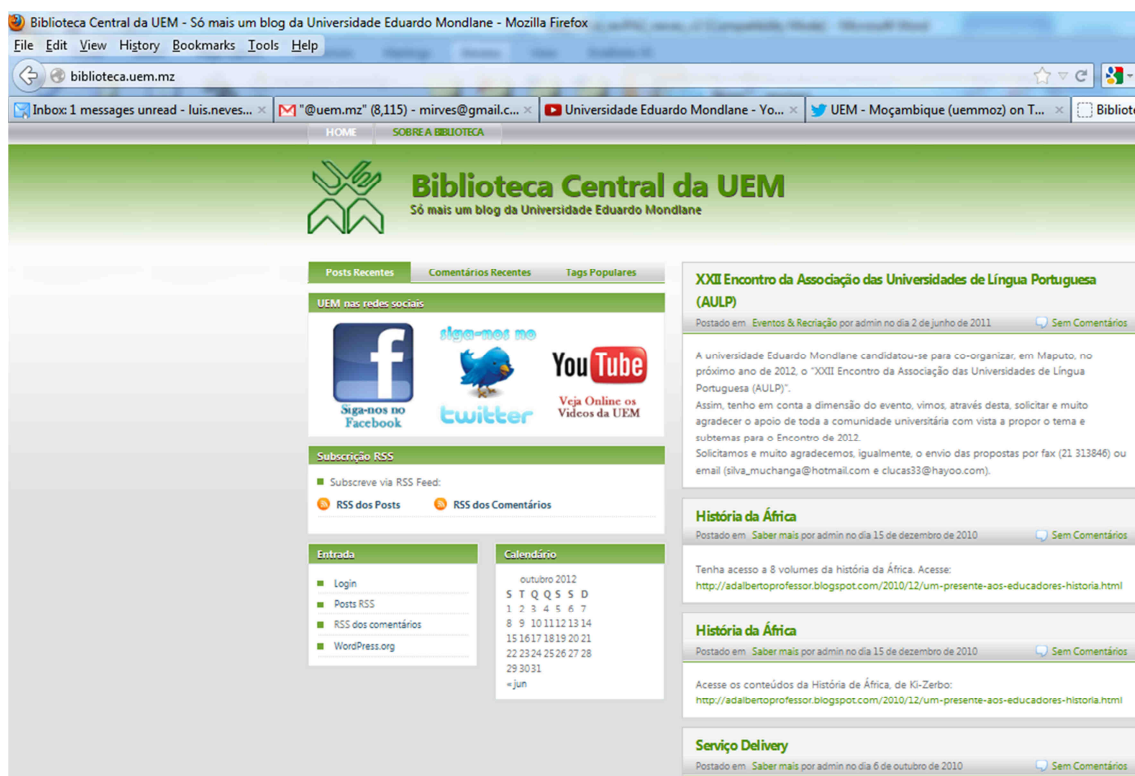 Biblioteca Central da UEM - Só mais um blog da Universidade Eduardo Mondlane - Mozilla Firefox
File Edit View History Bookmarks Tools Help
biblioteca.uem.mz
Inbox: 1 messages unread - luis.neves... × "@uem.mz" (8,115) - mirves@gmail.c... × Universidade Eduardo Mondlane - Yo... × UEM - Moçambique (uemmoz) on T... × Bibliote
HOME SOBRE A BIBLIOTECA
Biblioteca Central da UEM
Só mais um blog da Universidade Eduardo Mondlane
Posts Recentes Comentários Recentes Tags Populares
UEM nas redes sociais
Siga-nos no
Facebook
siga-nos no
twitter
You Tube
Veja Online os
Videos da UEM
Subscrição RSS
Subscreve via RSS Feed:
RSS dos Posts RSS dos Comentários
Entrada
Login
Posts RSS
RSS dos comentários
WordPress.org
Calendário
outubro 2012
S T Q Q S S D
1 2 3 4 5 6 7
8 9 10 11 12 13 14
15 16 17 18 19 20 21
22 23 24 25 26 27 28
29 30 31
« jun
XXII Encontro da Associação das Universidades de Língua Portuguesa
(AULP)
Postado em Eventos & Recriação por admin no dia 2 de junho de 2011 Sem Comentários
A universidade Eduardo Mondlane candidatou-se para co-organizar, em Maputo, no
próximo ano de 2012, o "XXII Encontro da Associação das Universidades de Língua
Portuguesa (AULP)".
Assim, tenho em conta a dimensão do evento, vimos, através desta, solicitar e muito
agradecer o apoio de toda a comunidade universitária com vista a propor o tema e
subtemas para o Encontro de 2012.
Solicitamos e muito agradecemos, igualmente, o envio das propostas por fax (21 313846) ou
email (silva_muchanga@hotmail.com e clucas33@hayoo.com).
História da África
Postado em Saber mais por admin no dia 15 de dezembro de 2010 Sem Comentários
Tenha acesso a 8 volumes da história da África. Acesse:
http://adalbertoprofessor.blogspot.com/2010/12/um-presente-aos-educadores-historia.html
História da África
Postado em Saber mais por admin no dia 15 de dezembro de 2010 Sem Comentários
Acesse os conteúdos da História de África, de Ki-Zerbo:
http://adalbertoprofessor.blogspot.com/2010/12/um-presente-aos-educadores-historia.html
Serviço Delivery
Postado em Saber mais por admin no dia 6 de outubro de 2010 Sem Comentários